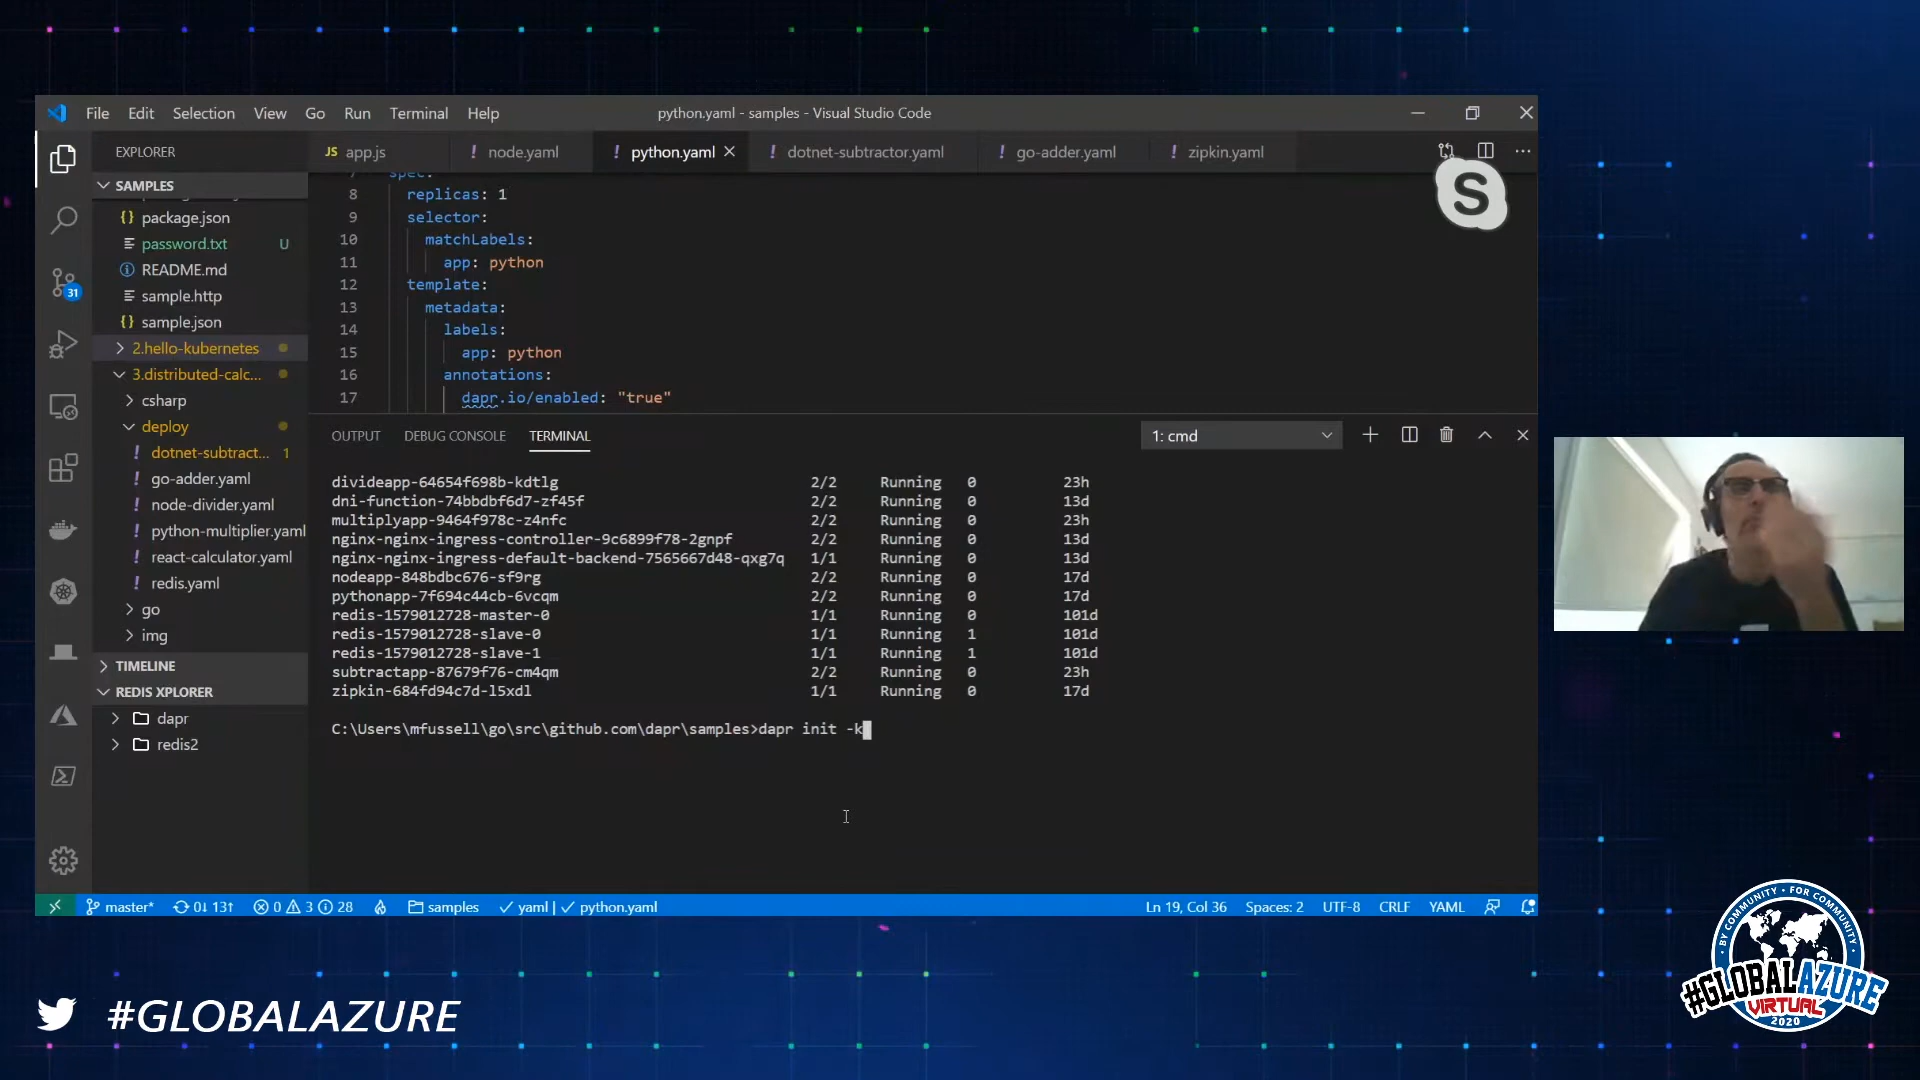 File Edit Selection View Go Run Terminal Help
python.yaml - samples - Visual Studio Code
EXPLORER
JS app.js
! node.yaml
! python.yaml
! dotnet-subtractor.yaml
! go-adder.yaml
! zipkin.yaml
SAMPLES
{} package.json
password.txt U
README.md
sample.http
{} sample.json
2.hello-kubernetes
3.distributed-calc...
csharp
deploy
! dotnet-subtract... 1
! go-adder.yaml
! node-divider.yaml
! python-multiplier.yaml
! react-calculator.yaml
! redis.yaml
go
img
TIMELINE
REDIS XPLORER
dapr
redis2
31
7 spec:
8 replicas: 1
9 selector:
10 matchLabels:
11 app: python
12 template:
13 metadata:
14 labels:
15 app: python
16 annotations:
17 dapr.io/enabled: "true"
S
OUTPUT DEBUG CONSOLE TERMINAL
1: cmd
divideapp-64654f698b-kdtlg 2/2 Running 0 23h
dni-function-74bbdbf6d7-zf45f 2/2 Running 0 13d
multiplyapp-9464f978c-z4nfc 2/2 Running 0 23h
nginx-nginx-ingress-controller-9c6899f78-2gnpf 2/2 Running 0 13d
nginx-nginx-ingress-default-backend-7565667d48-qxg7q 1/1 Running 0 13d
nodeapp-848bdbc676-sf9rg 2/2 Running 0 17d
pythonapp-7f694c44cb-6vcqm 2/2 Running 0 17d
redis-1579012728-master-0 1/1 Running 0 101d
redis-1579012728-slave-0 1/1 Running 1 101d
redis-1579012728-slave-1 1/1 Running 1 101d
subtractapp-87679f76-cm4qm 2/2 Running 0 23h
zipkin-684fd94c7d-l5xdl 1/1 Running 0 17d
C:\Users\mfussell\go\src\github.com\dapr\samples>dapr init -k
master* 0↓ 13↑ 0 3 28 samples ✓ yaml | ✓ python.yaml
Ln 19, Col 36 Spaces: 2 UTF-8 CRLF YAML
#GLOBALAZURE
BY COMMUNITY • FOR COMMUNITY
#GLOBALAZURE
VIRTUAL
2020